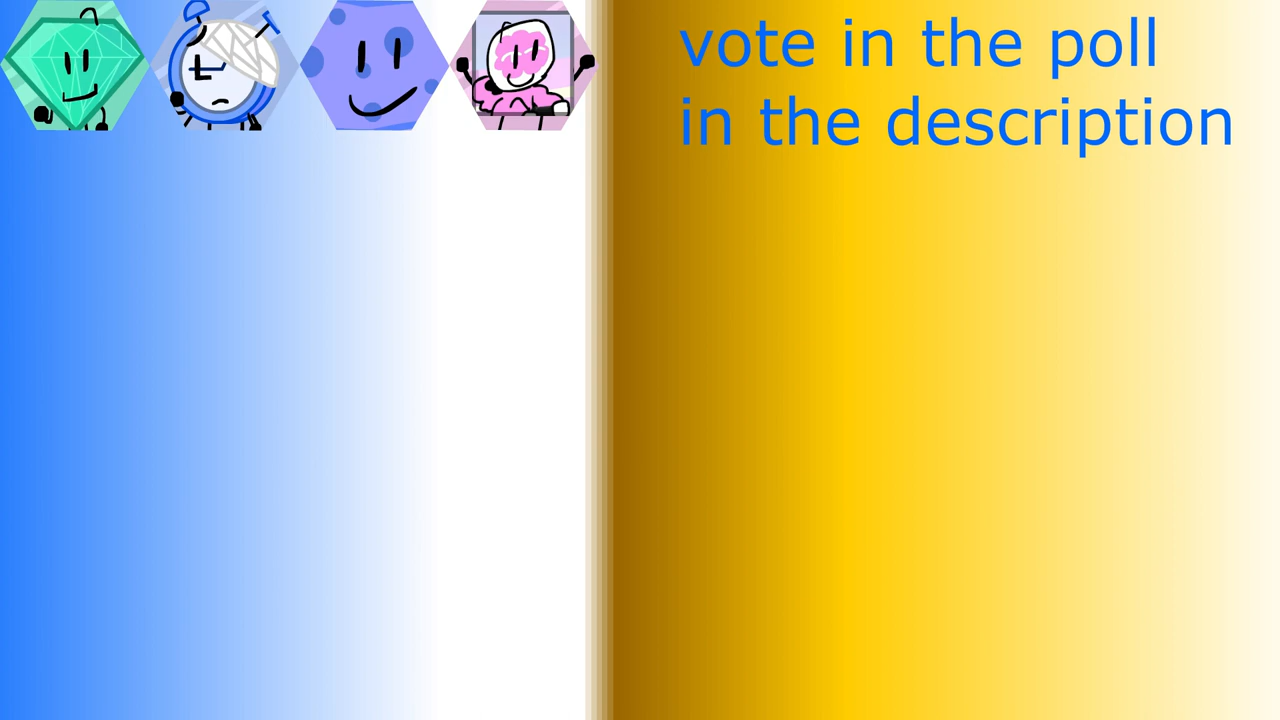 vote in the poll
in the description